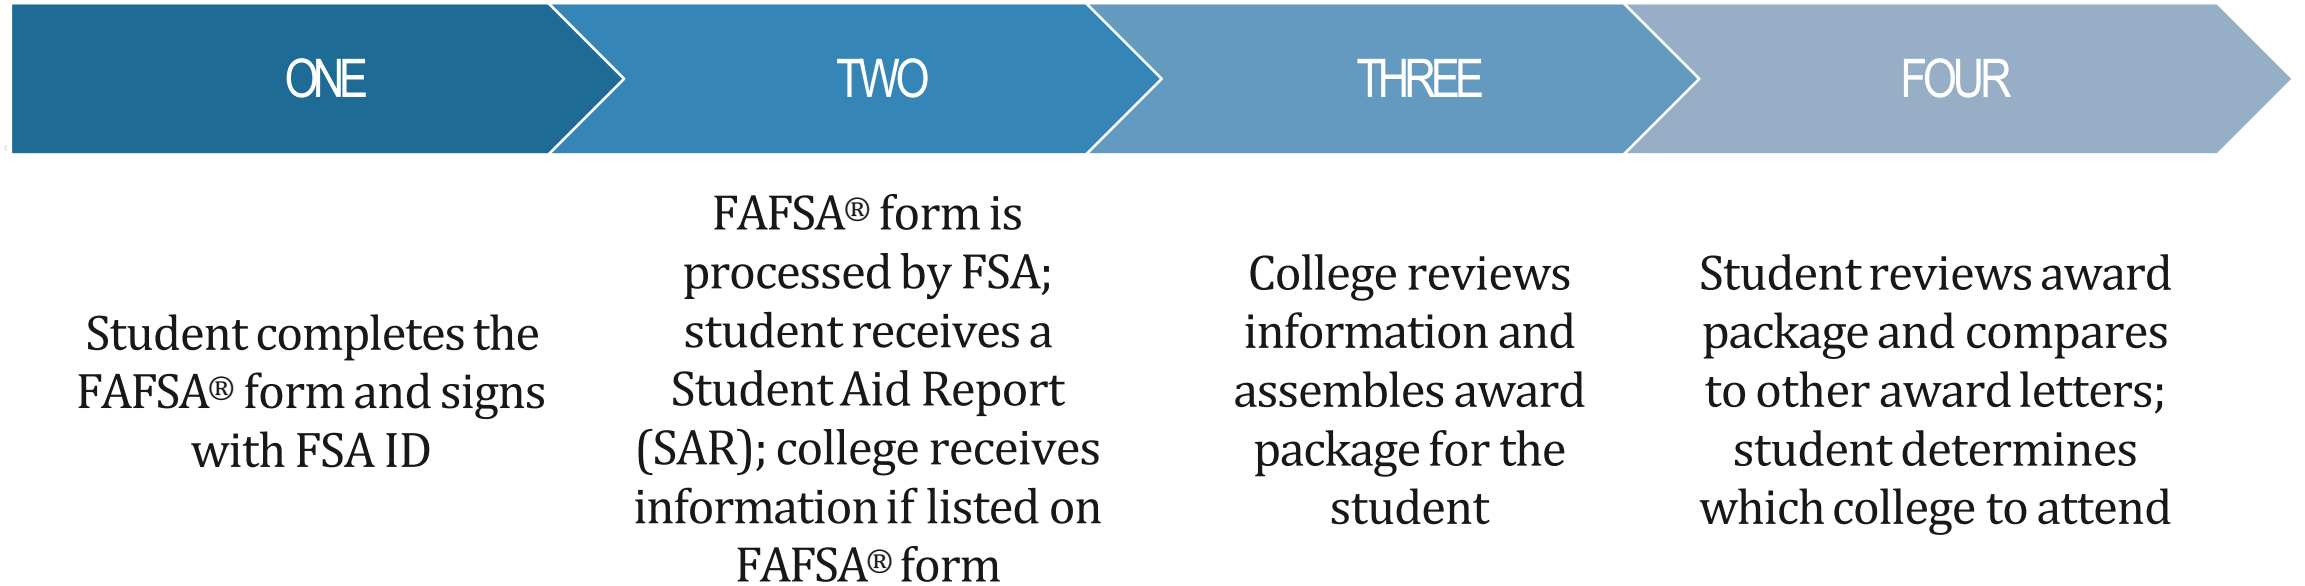 ONE
TWO
THREE
FOUR
Student completes the
FAFSA® form and signs
with FSA ID
FAFSA® form is
processed by FSA;
student receives a
Student Aid Report
(SAR); college receives
information if listed on
FAFSA® form
College reviews
information and
assembles award
package for the
student
Student reviews award
package and compares
to other award letters;
student determines
which college to attend